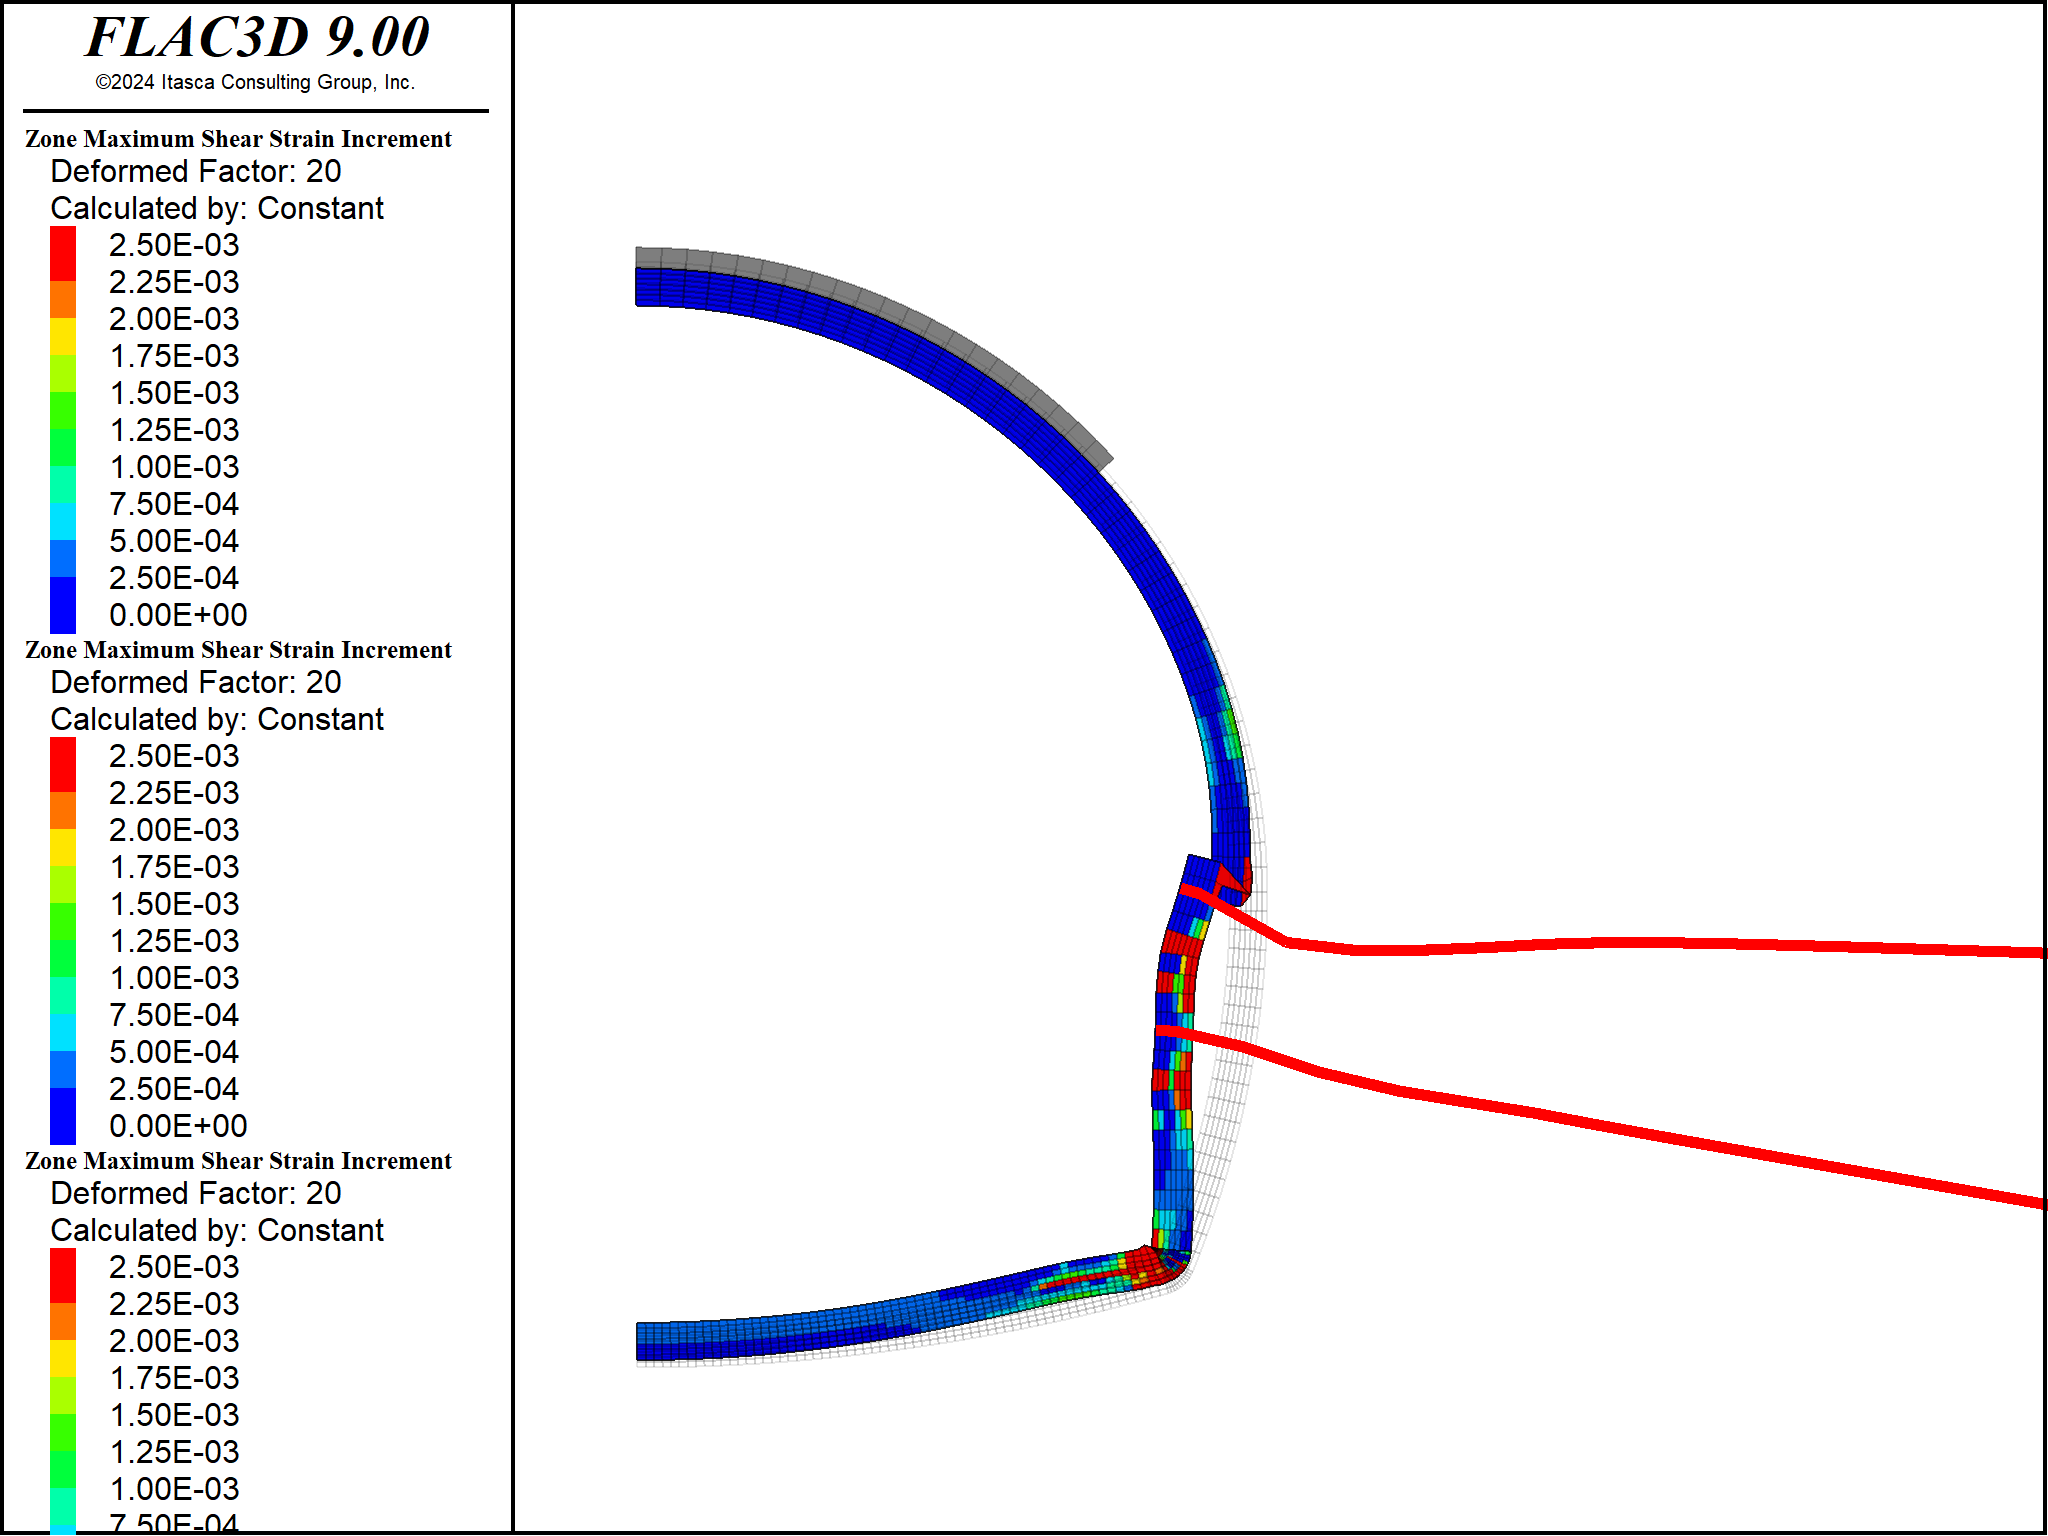 FLAC3D 9.00
©2024 Itasca Consulting Group, Inc.
Zone Maximum Shear Strain Increment
Deformed Factor: 20
Calculated by: Constant
2.50E-03
2.25E-03
2.00E-03
1.75E-03
1.50E-03
1.25E-03
1.00E-03
7.50E-04
5.00E-04
2.50E-04
0.00E+00
Zone Maximum Shear Strain Increment
Deformed Factor: 20
Calculated by: Constant
2.50E-03
2.25E-03
2.00E-03
1.75E-03
1.50E-03
1.25E-03
1.00E-03
7.50E-04
5.00E-04
2.50E-04
0.00E+00
Zone Maximum Shear Strain Increment
Deformed Factor: 20
Calculated by: Constant
2.50E-03
2.25E-03
2.00E-03
1.75E-03
1.50E-03
1.25E-03
1.00E-03
7.50E-04